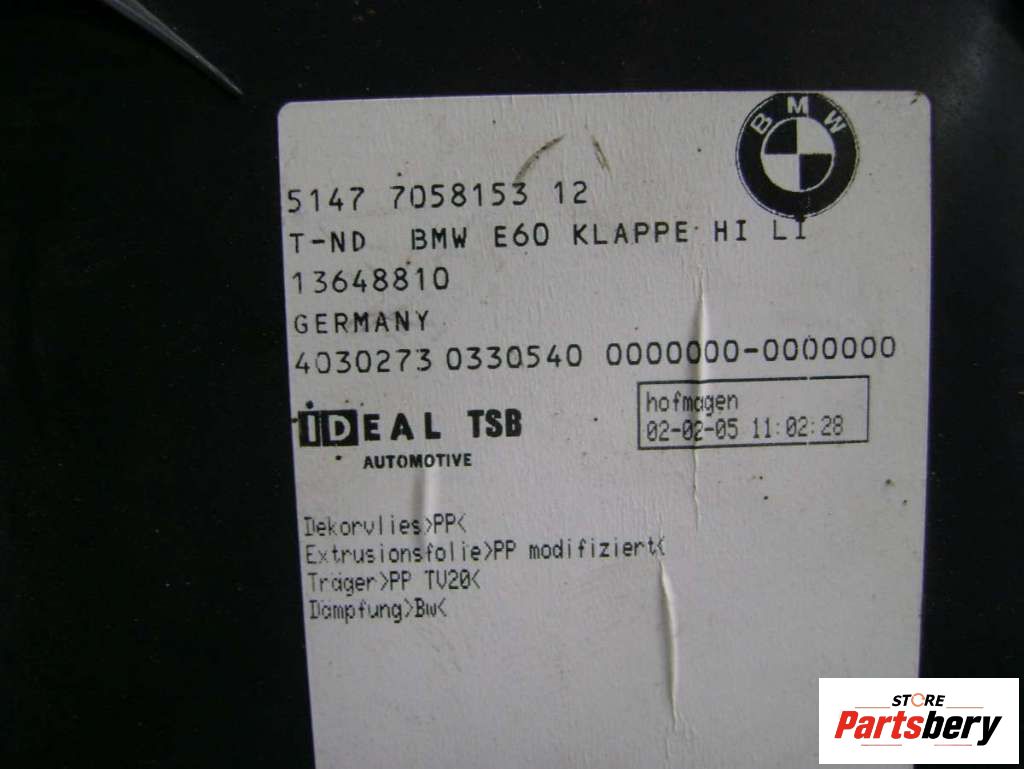 BMW
5147 7058153 12
T-ND BMW E60 KLAPPE HI LI
13648810
GERMANY
4030273 0330540 0000000-0000000
IDEAL TSB
AUTOMOTIVE
hofmagen
02-02-05 11:02:28
Dekorvlies>PP<
Extrusionsfolie>PP modifiziert<
Träger>PP TV20<
Dämpfung>Bw<
STORE
Partsbery